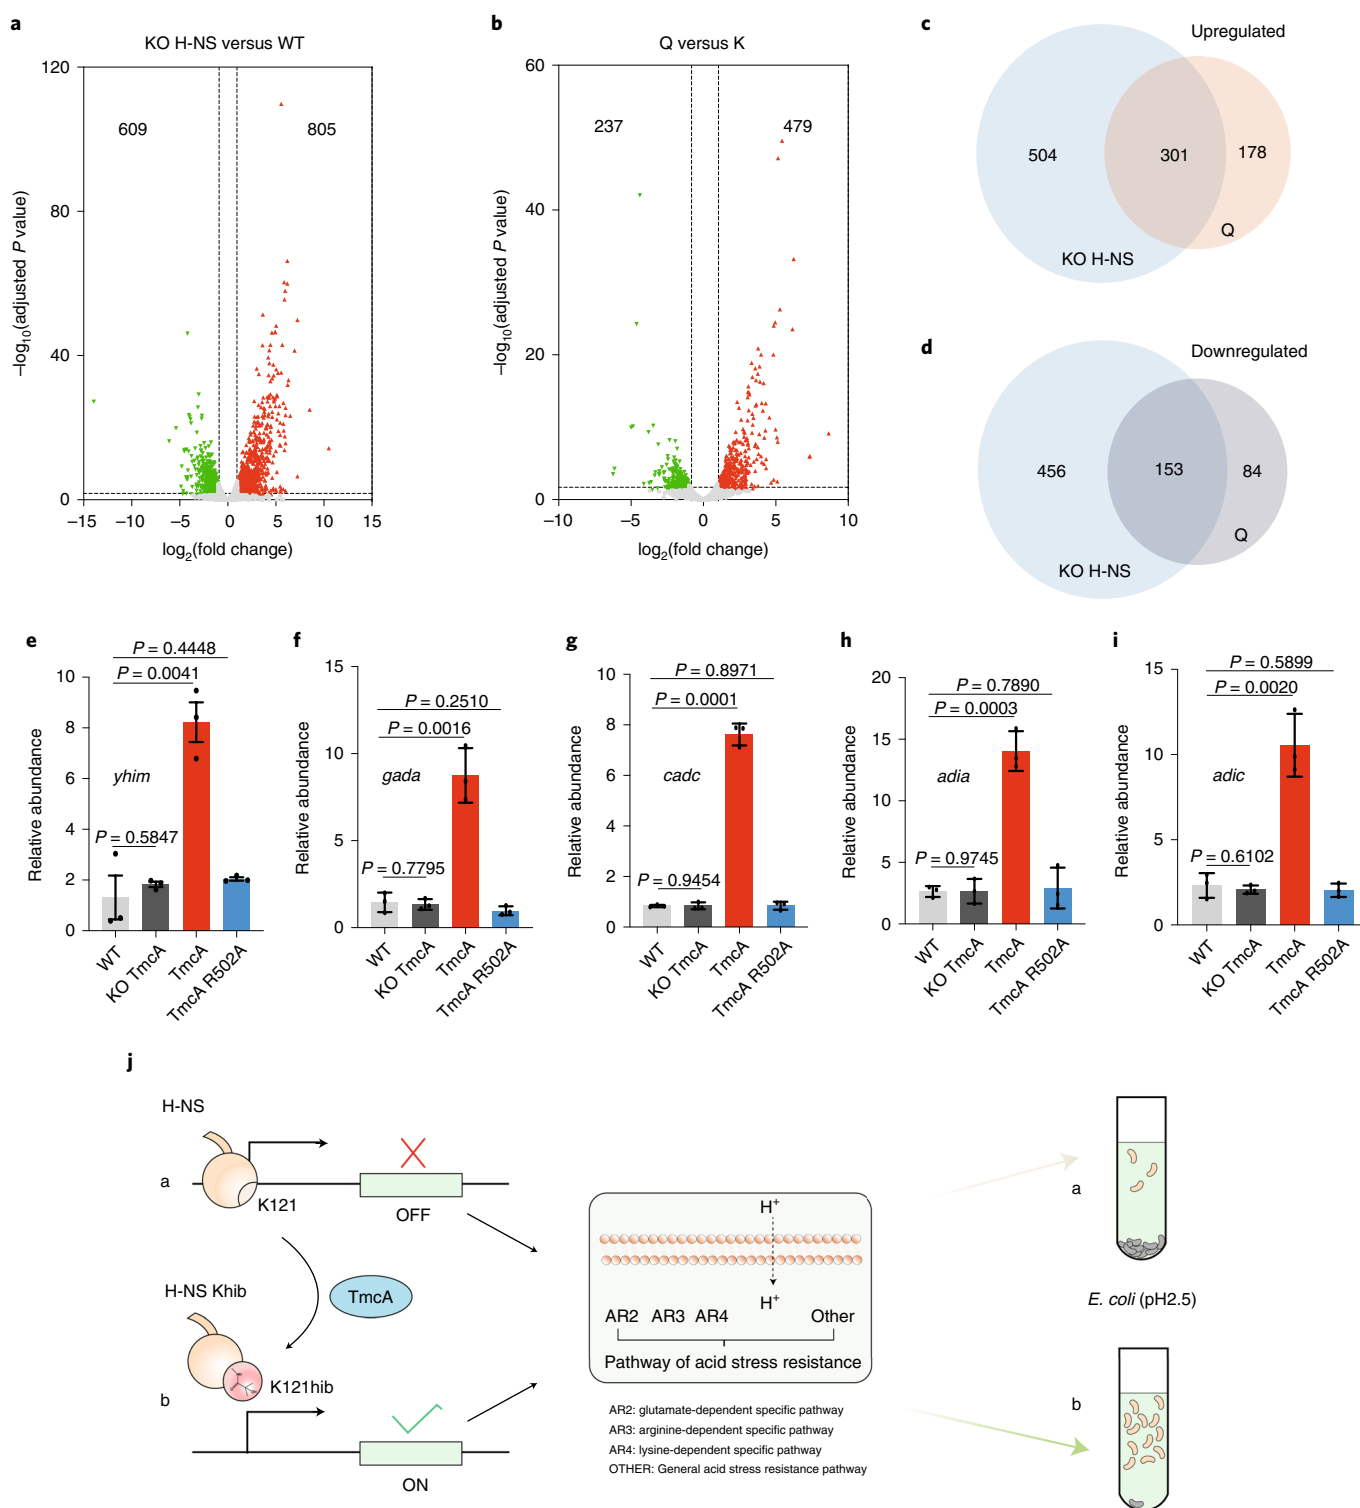 a
KO H-NS versus WT
120
80
40
0
609
805
–log10(adjusted P value)
–15
–10
–5
0
5
10
15
log2(fold change)
b
Q versus K
60
40
20
0
237
479
–log10(adjusted P value)
–10
–5
0
5
10
log2(fold change)
c
Upregulated
504
301
178
Q
KO H-NS
d
Downregulated
456
153
84
Q
KO H-NS
e
P = 0.4448
P = 0.0041
yhim
P = 0.5847
10
8
6
4
2
0
Relative abundance
WT
KO TmcA
TmcA
TmcA R502A
f
P = 0.2510
P = 0.0016
gada
P = 0.7795
15
10
5
0
Relative abundance
WT
KO TmcA
TmcA
TmcA R502A
g
P = 0.8971
P = 0.0001
cadc
P = 0.9454
10
8
6
4
2
0
Relative abundance
WT
KO TmcA
TmcA
TmcA R502A
h
P = 0.7890
P = 0.0003
adia
P = 0.9745
20
15
10
5
0
Relative abundance
WT
KO TmcA
TmcA
TmcA R502A
i
P = 0.5899
P = 0.0020
adic
P = 0.6102
15
10
5
0
Relative abundance
WT
KO TmcA
TmcA
TmcA R502A
j
H-NS
a
K121
OFF
TmcA
H-NS Khib
K121hib
b
ON
H+
H+
AR2 AR3 AR4 Other
Pathway of acid stress resistance
AR2: glutamate-dependent specific pathway
AR3: arginine-dependent specific pathway
AR4: lysine-dependent specific pathway
OTHER: General acid stress resistance pathway
a
E. coli (pH2.5)
b